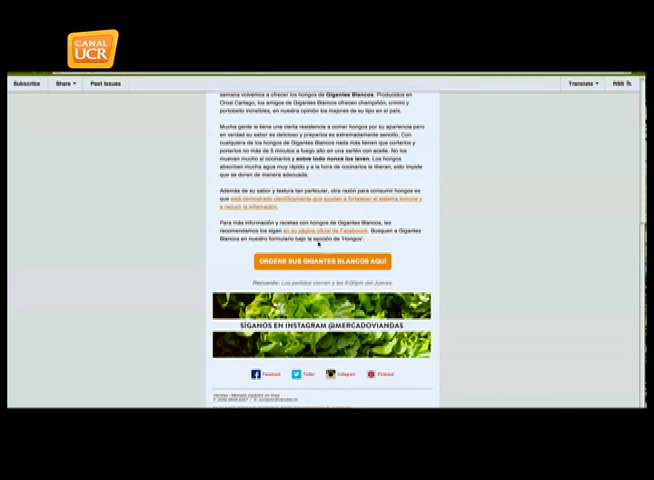 CANAL
UCR
Subscribe
Share
Past Issues
Translate
RSS
semana volvemos a ofrecer los hongos de Gigantes Blancos. Producidos en
Orosi Cartago, los amigos de Gigantes Blancos ofrecen champiñón, crimini y
portobello increíbles, en nuestra opinión los mejores de su tipo en el país.
Mucha gente le tiene una cierta resistencia a comer hongos por su apariencia pero
en verdad su sabor es delicioso y prepararlos es extremadamente sencillo. Con
cualquiera de los hongos de Gigantes Blancos nada más tienen que cortarlos y
ponerlos no más de 5 minutos a fuego alto en una sartén con aceite. No los
muevan mucho al cocinarlos y sobre todo nunca los laven. Los hongos
absorben mucha agua muy rápido y a la hora de cocinarlos la liberan, esto impide
que se doren de manera adecuada.
Además de su sabor y textura tan particular, otra razón para consumir hongos es
que está demostrado científicamente que ayudan a fortalecer el sistema inmune y
a reducir la inflamación.
Para más información y recetas con hongos de Gigantes Blancos, les
recomendamos los sigan en su página oficial de Facebook. Busquen a Gigantes
Blancos en nuestro formulario bajo la sección de 'Hongos'.
ORDENE SUS GIGANTES BLANCOS AQUÍ
Recuerde: Los pedidos cierran a las 6:00pm del Jueves.
SÍGANOS EN INSTAGRAM @MERCADOVIANDAS
Facebook
Twitter
Instagram
Pinterest